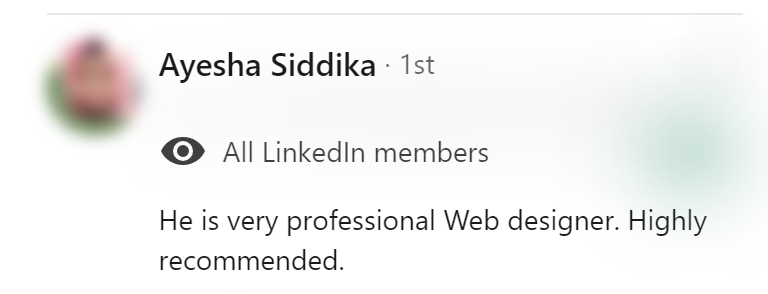 Ayesha Siddika · 1st
All LinkedIn members
He is very professional Web designer. Highly
recommended.